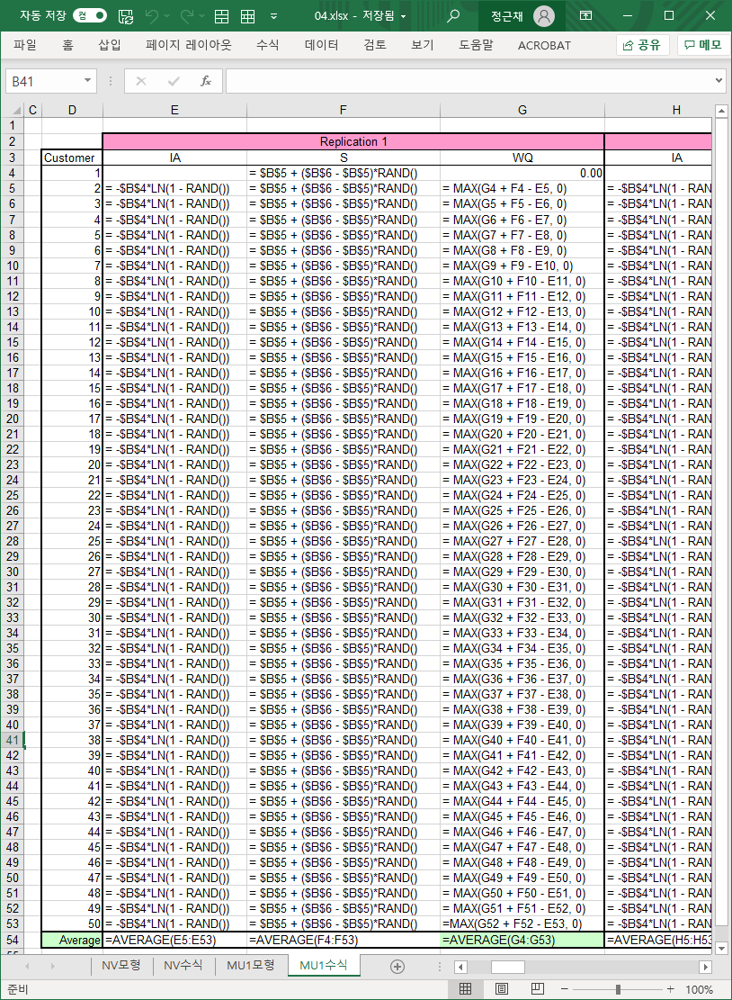 자동 저장 켬 04.xlsx - 저장됨 정근채
파일 홈 삽입 페이지 레이아웃 수식 데이터 검토 보기 도움말 ACROBAT 공유 메모
B41 fx
C D E F G H
1
2 Replication 1
3 Customer IA S WQ IA
4 1 = $B$5 + ($B$6 - $B$5)*RAND() 0.00
5 2 = -$B$4*LN(1 - RAND()) = $B$5 + ($B$6 - $B$5)*RAND() = MAX(G4 + F4 - E5, 0) = -$B$4*LN(1 - RAN
6 3 = -$B$4*LN(1 - RAND()) = $B$5 + ($B$6 - $B$5)*RAND() = MAX(G5 + F5 - E6, 0) = -$B$4*LN(1 - RAN
7 4 = -$B$4*LN(1 - RAND()) = $B$5 + ($B$6 - $B$5)*RAND() = MAX(G6 + F6 - E7, 0) = -$B$4*LN(1 - RAN
8 5 = -$B$4*LN(1 - RAND()) = $B$5 + ($B$6 - $B$5)*RAND() = MAX(G7 + F7 - E8, 0) = -$B$4*LN(1 - RAN
9 6 = -$B$4*LN(1 - RAND()) = $B$5 + ($B$6 - $B$5)*RAND() = MAX(G8 + F8 - E9, 0) = -$B$4*LN(1 - RAN
10 7 = -$B$4*LN(1 - RAND()) = $B$5 + ($B$6 - $B$5)*RAND() = MAX(G9 + F9 - E10, 0) = -$B$4*LN(1 - RAN
11 8 = -$B$4*LN(1 - RAND()) = $B$5 + ($B$6 - $B$5)*RAND() = MAX(G10 + F10 - E11, 0) = -$B$4*LN(1 - RAN
12 9 = -$B$4*LN(1 - RAND()) = $B$5 + ($B$6 - $B$5)*RAND() = MAX(G11 + F11 - E12, 0) = -$B$4*LN(1 - RAN
13 10 = -$B$4*LN(1 - RAND()) = $B$5 + ($B$6 - $B$5)*RAND() = MAX(G12 + F12 - E13, 0) = -$B$4*LN(1 - RAN
14 11 = -$B$4*LN(1 - RAND()) = $B$5 + ($B$6 - $B$5)*RAND() = MAX(G13 + F13 - E14, 0) = -$B$4*LN(1 - RAN
15 12 = -$B$4*LN(1 - RAND()) = $B$5 + ($B$6 - $B$5)*RAND() = MAX(G14 + F14 - E15, 0) = -$B$4*LN(1 - RAN
16 13 = -$B$4*LN(1 - RAND()) = $B$5 + ($B$6 - $B$5)*RAND() = MAX(G15 + F15 - E16, 0) = -$B$4*LN(1 - RAN
17 14 = -$B$4*LN(1 - RAND()) = $B$5 + ($B$6 - $B$5)*RAND() = MAX(G16 + F16 - E17, 0) = -$B$4*LN(1 - RAN
18 15 = -$B$4*LN(1 - RAND()) = $B$5 + ($B$6 - $B$5)*RAND() = MAX(G17 + F17 - E18, 0) = -$B$4*LN(1 - RAN
19 16 = -$B$4*LN(1 - RAND()) = $B$5 + ($B$6 - $B$5)*RAND() = MAX(G18 + F18 - E19, 0) = -$B$4*LN(1 - RAN
20 17 = -$B$4*LN(1 - RAND()) = $B$5 + ($B$6 - $B$5)*RAND() = MAX(G19 + F19 - E20, 0) = -$B$4*LN(1 - RAN
21 18 = -$B$4*LN(1 - RAND()) = $B$5 + ($B$6 - $B$5)*RAND() = MAX(G20 + F20 - E21, 0) = -$B$4*LN(1 - RAN
22 19 = -$B$4*LN(1 - RAND()) = $B$5 + ($B$6 - $B$5)*RAND() = MAX(G21 + F21 - E22, 0) = -$B$4*LN(1 - RAN
23 20 = -$B$4*LN(1 - RAND()) = $B$5 + ($B$6 - $B$5)*RAND() = MAX(G22 + F22 - E23, 0) = -$B$4*LN(1 - RAN
24 21 = -$B$4*LN(1 - RAND()) = $B$5 + ($B$6 - $B$5)*RAND() = MAX(G23 + F23 - E24, 0) = -$B$4*LN(1 - RAN
25 22 = -$B$4*LN(1 - RAND()) = $B$5 + ($B$6 - $B$5)*RAND() = MAX(G24 + F24 - E25, 0) = -$B$4*LN(1 - RAN
26 23 = -$B$4*LN(1 - RAND()) = $B$5 + ($B$6 - $B$5)*RAND() = MAX(G25 + F25 - E26, 0) = -$B$4*LN(1 - RAN
27 24 = -$B$4*LN(1 - RAND()) = $B$5 + ($B$6 - $B$5)*RAND() = MAX(G26 + F26 - E27, 0) = -$B$4*LN(1 - RAN
28 25 = -$B$4*LN(1 - RAND()) = $B$5 + ($B$6 - $B$5)*RAND() = MAX(G27 + F27 - E28, 0) = -$B$4*LN(1 - RAN
29 26 = -$B$4*LN(1 - RAND()) = $B$5 + ($B$6 - $B$5)*RAND() = MAX(G28 + F28 - E29, 0) = -$B$4*LN(1 - RAN
30 27 = -$B$4*LN(1 - RAND()) = $B$5 + ($B$6 - $B$5)*RAND() = MAX(G29 + F29 - E30, 0) = -$B$4*LN(1 - RAN
31 28 = -$B$4*LN(1 - RAND()) = $B$5 + ($B$6 - $B$5)*RAND() = MAX(G30 + F30 - E31, 0) = -$B$4*LN(1 - RAN
32 29 = -$B$4*LN(1 - RAND()) = $B$5 + ($B$6 - $B$5)*RAND() = MAX(G31 + F31 - E32, 0) = -$B$4*LN(1 - RAN
33 30 = -$B$4*LN(1 - RAND()) = $B$5 + ($B$6 - $B$5)*RAND() = MAX(G32 + F32 - E33, 0) = -$B$4*LN(1 - RAN
34 31 = -$B$4*LN(1 - RAND()) = $B$5 + ($B$6 - $B$5)*RAND() = MAX(G33 + F33 - E34, 0) = -$B$4*LN(1 - RAN
35 32 = -$B$4*LN(1 - RAND()) = $B$5 + ($B$6 - $B$5)*RAND() = MAX(G34 + F34 - E35, 0) = -$B$4*LN(1 - RAN
36 33 = -$B$4*LN(1 - RAND()) = $B$5 + ($B$6 - $B$5)*RAND() = MAX(G35 + F35 - E36, 0) = -$B$4*LN(1 - RAN
37 34 = -$B$4*LN(1 - RAND()) = $B$5 + ($B$6 - $B$5)*RAND() = MAX(G36 + F36 - E37, 0) = -$B$4*LN(1 - RAN
38 35 = -$B$4*LN(1 - RAND()) = $B$5 + ($B$6 - $B$5)*RAND() = MAX(G37 + F37 - E38, 0) = -$B$4*LN(1 - RAN
39 36 = -$B$4*LN(1 - RAND()) = $B$5 + ($B$6 - $B$5)*RAND() = MAX(G38 + F38 - E39, 0) = -$B$4*LN(1 - RAN
40 37 = -$B$4*LN(1 - RAND()) = $B$5 + ($B$6 - $B$5)*RAND() = MAX(G39 + F39 - E40, 0) = -$B$4*LN(1 - RAN
41 38 = -$B$4*LN(1 - RAND()) = $B$5 + ($B$6 - $B$5)*RAND() = MAX(G40 + F40 - E41, 0) = -$B$4*LN(1 - RAN
42 39 = -$B$4*LN(1 - RAND()) = $B$5 + ($B$6 - $B$5)*RAND() = MAX(G41 + F41 - E42, 0) = -$B$4*LN(1 - RAN
43 40 = -$B$4*LN(1 - RAND()) = $B$5 + ($B$6 - $B$5)*RAND() = MAX(G42 + F42 - E43, 0) = -$B$4*LN(1 - RAN
44 41 = -$B$4*LN(1 - RAND()) = $B$5 + ($B$6 - $B$5)*RAND() = MAX(G43 + F43 - E44, 0) = -$B$4*LN(1 - RAN
45 42 = -$B$4*LN(1 - RAND()) = $B$5 + ($B$6 - $B$5)*RAND() = MAX(G44 + F44 - E45, 0) = -$B$4*LN(1 - RAN
46 43 = -$B$4*LN(1 - RAND()) = $B$5 + ($B$6 - $B$5)*RAND() = MAX(G45 + F45 - E46, 0) = -$B$4*LN(1 - RAN
47 44 = -$B$4*LN(1 - RAND()) = $B$5 + ($B$6 - $B$5)*RAND() = MAX(G46 + F46 - E47, 0) = -$B$4*LN(1 - RAN
48 45 = -$B$4*LN(1 - RAND()) = $B$5 + ($B$6 - $B$5)*RAND() = MAX(G47 + F47 - E48, 0) = -$B$4*LN(1 - RAN
49 46 = -$B$4*LN(1 - RAND()) = $B$5 + ($B$6 - $B$5)*RAND() = MAX(G48 + F48 - E49, 0) = -$B$4*LN(1 - RAN
50 47 = -$B$4*LN(1 - RAND()) = $B$5 + ($B$6 - $B$5)*RAND() = MAX(G49 + F49 - E50, 0) = -$B$4*LN(1 - RAN
51 48 = -$B$4*LN(1 - RAND()) = $B$5 + ($B$6 - $B$5)*RAND() = MAX(G50 + F50 - E51, 0) = -$B$4*LN(1 - RAN
52 49 = -$B$4*LN(1 - RAND()) = $B$5 + ($B$6 - $B$5)*RAND() = MAX(G51 + F51 - E52, 0) = -$B$4*LN(1 - RAN
53 50 = -$B$4*LN(1 - RAND()) = $B$5 + ($B$6 - $B$5)*RAND() =MAX(G52 + F52 - E53, 0) = -$B$4*LN(1 - RAN
54 Average =AVERAGE(E5:E53) =AVERAGE(F4:F53) =AVERAGE(G4:G53) =AVERAGE(H5:H53
NV모형 NV수식 MU1모형 MU1수식
준비 100%